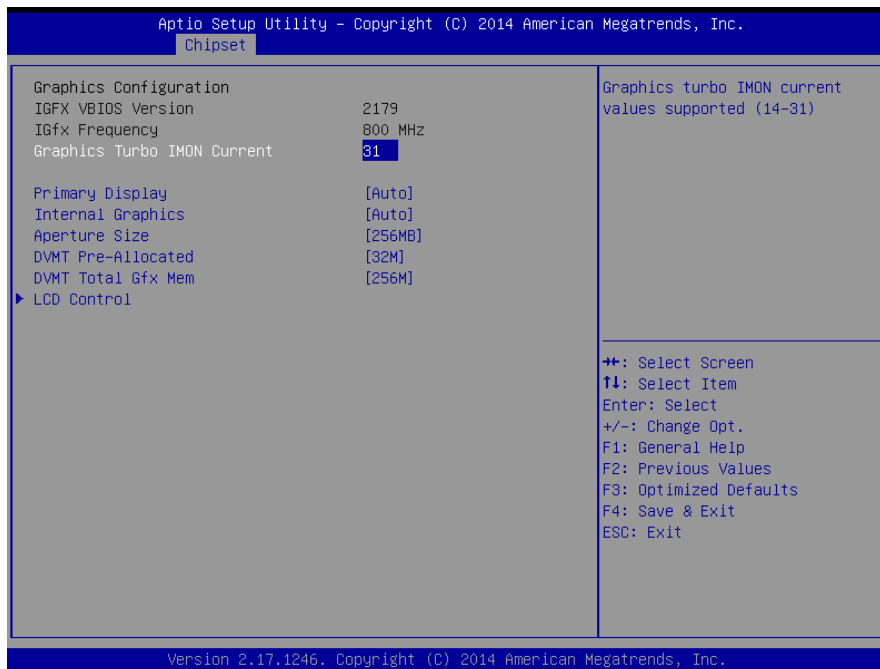 Aptio Setup Utility – Copyright (C) 2014 American Megatrends, Inc.
Chipset
Graphics Configuration
IGFX VBIOS Version 2179
IGfx Frequency 800 MHz
Graphics Turbo IMON Current 31
Primary Display [Auto]
Internal Graphics [Auto]
Aperture Size [256MB]
DVMT Pre-Allocated [32M]
DVMT Total Gfx Mem [256M]
▶ LCD Control
Graphics turbo IMON current
values supported (14-31)
→←: Select Screen
↑↓: Select Item
Enter: Select
+/-: Change Opt.
F1: General Help
F2: Previous Values
F3: Optimized Defaults
F4: Save & Exit
ESC: Exit
Version 2.17.1246. Copyright (C) 2014 American Megatrends, Inc.